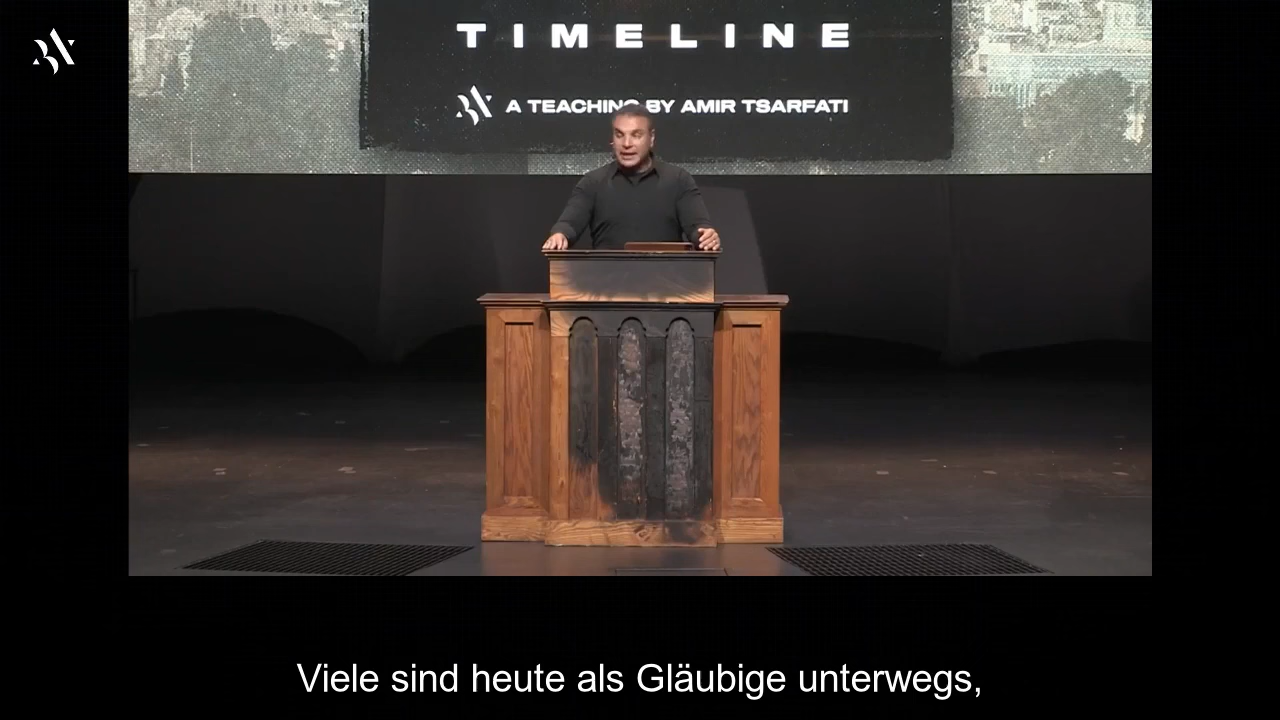 TIMELINE
A TEACHING BY AMIR TSARFATI
Viele sind heute als Gläubige unterwegs,